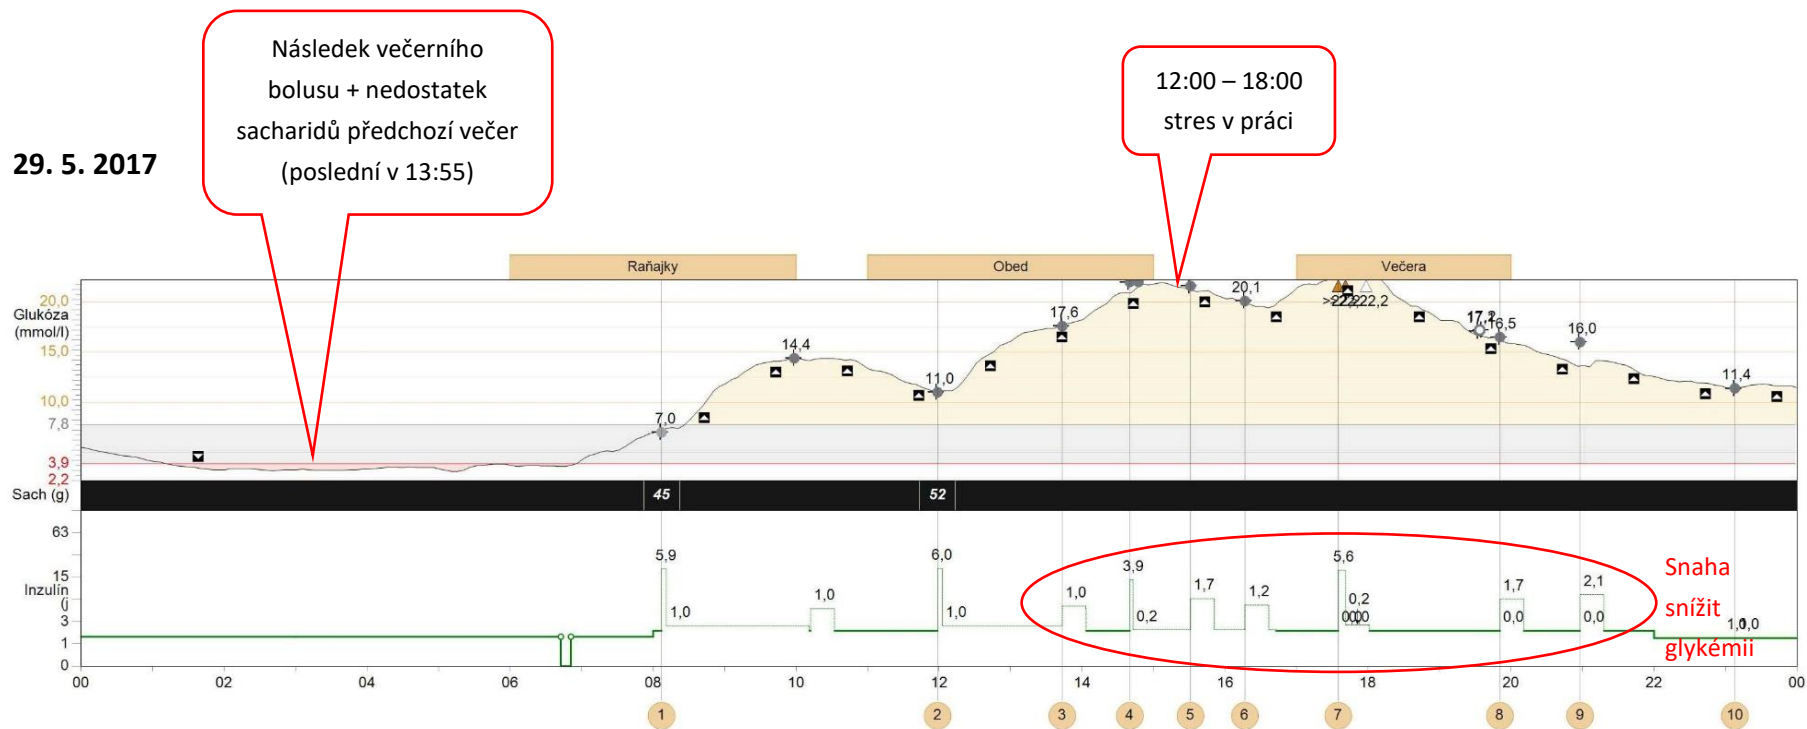 Následek večerního
bolusu + nedostatek
sacharidů předchozí večer
(poslední v 13:55)
12:00 – 18:00
stres v práci
29. 5. 2017
Raňajky Obed Večera
20,0
Glukóza
(mmol/l)
15,0
10,0
7,8
3,9
2,2
7,0 14,4 11,0 17,6 20,1 17,2 16,5 16,0 11,4
Sach (g) 45 52
63
15
Inzulín
(j
3
1
0
5,9 1,0 1,0 6,0 1,0 1,0 3,9 0,2 1,7 1,2 5,6 0,2 1,7 0,0 2,1 0,0
Snaha
snížit
glykémii
00 02 04 06 08 10 12 14 16 18 20 22 00
1 2 3 4 5 6 7 8 9 10